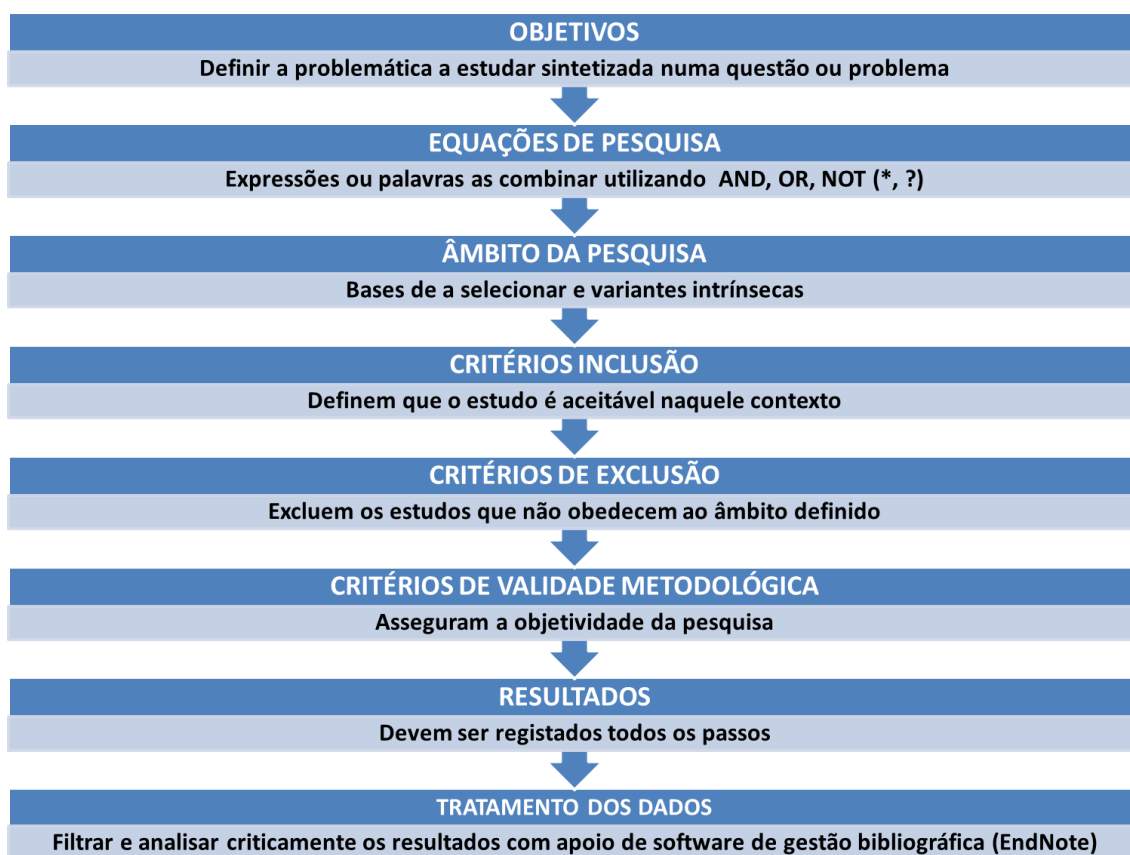 OBJETIVOS
Definir a problemática a estudar sintetizada numa questão ou problema
EQUAÇÕES DE PESQUISA
Expressões ou palavras as combinar utilizando AND, OR, NOT (*, ?)
ÂMBITO DA PESQUISA
Bases de a selecionar e variantes intrínsecas
CRITÉRIOS INCLUSÃO
Definem que o estudo é aceitável naquele contexto
CRITÉRIOS DE EXCLUSÃO
Excluem os estudos que não obedecem ao âmbito definido
CRITÉRIOS DE VALIDADE METODOLÓGICA
Asseguram a objetividade da pesquisa
RESULTADOS
Devem ser registados todos os passos
TRATAMENTO DOS DADOS
Filtrar e analisar criticamente os resultados com apoio de software de gestão bibliográfica (EndNote)